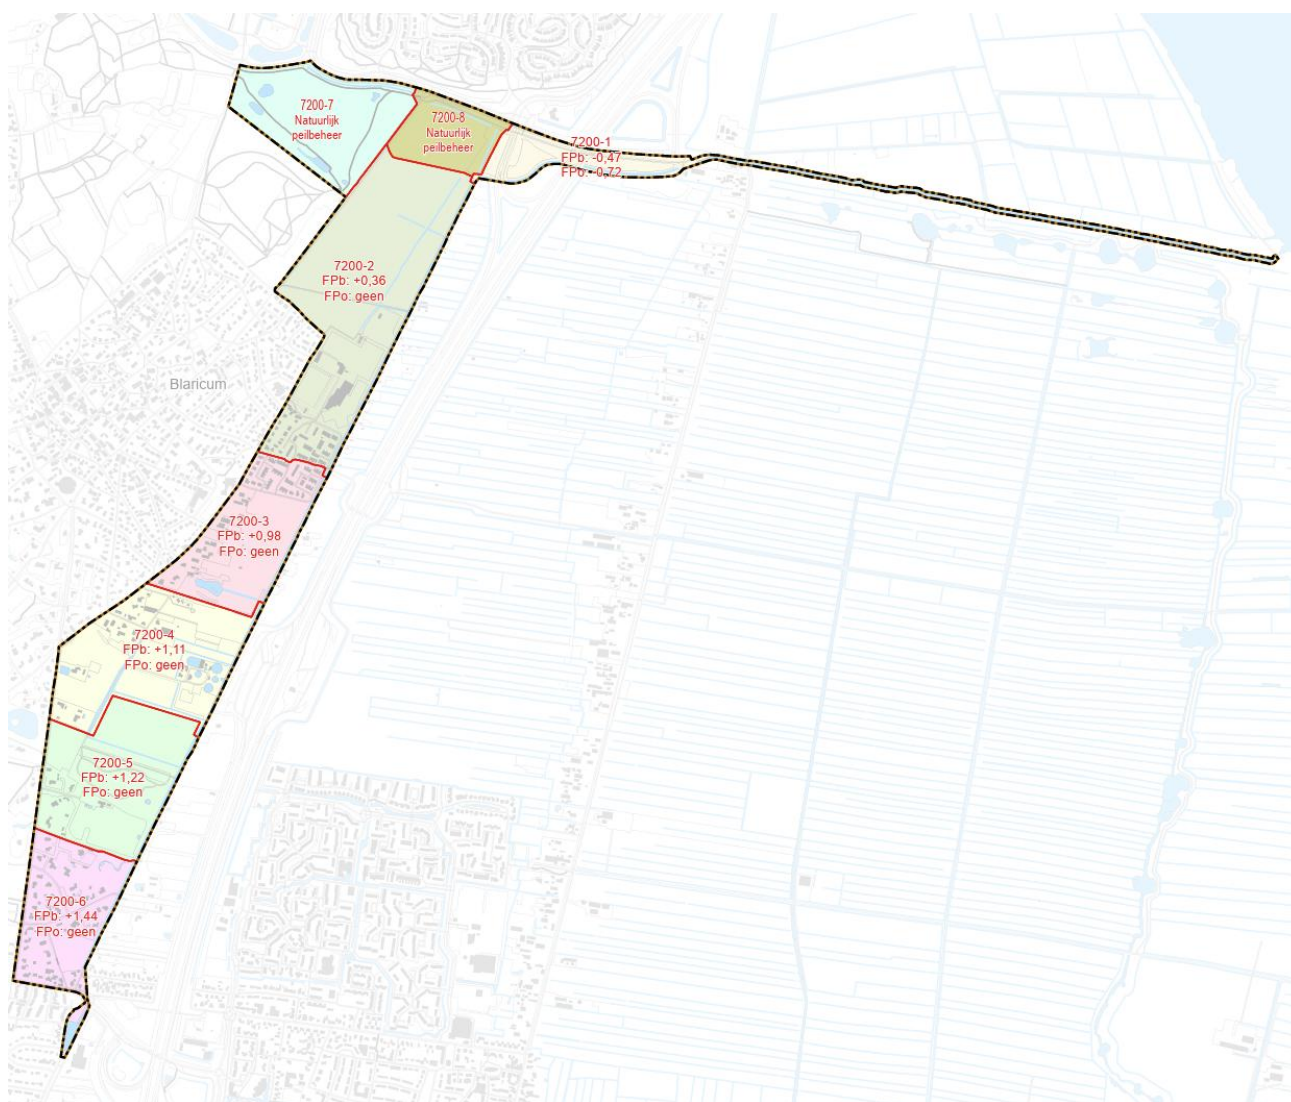 7200-7
Natuurlijk
peilbeheer
7200-8
Natuurlijk
peilbeheer
7200-1
FPb: -0,47
FPo: -0,72
7200-2
FPb: +0,36
FPo: geen
Blaricum
7200-3
FPb: +0,98
FPo: geen
7200-4
FPb: +1,11
FPo: geen
7200-5
FPb: +1,22
FPo: geen
7200-6
FPb: +1,44
FPo: geen